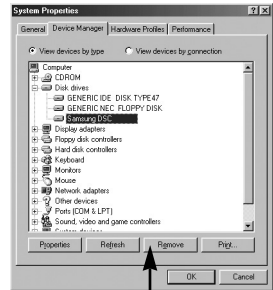 System Properties
General Device Manager Hardware Profiles Performance
View devices by type View devices by connection
Computer
CDROM
Disk drives
GENERIC IDE DISK TYPE47
GENERIC NEC FLOPPY DISK
Samsung DSC
Display adapters
Floppy disk controllers
Hard disk controllers
Keyboard
Monitors
Mouse
Network adapters
Other devices
Ports (COM & LPT)
Sound, video and game controllers
Properties Refresh Remove Print...
OK Cancel